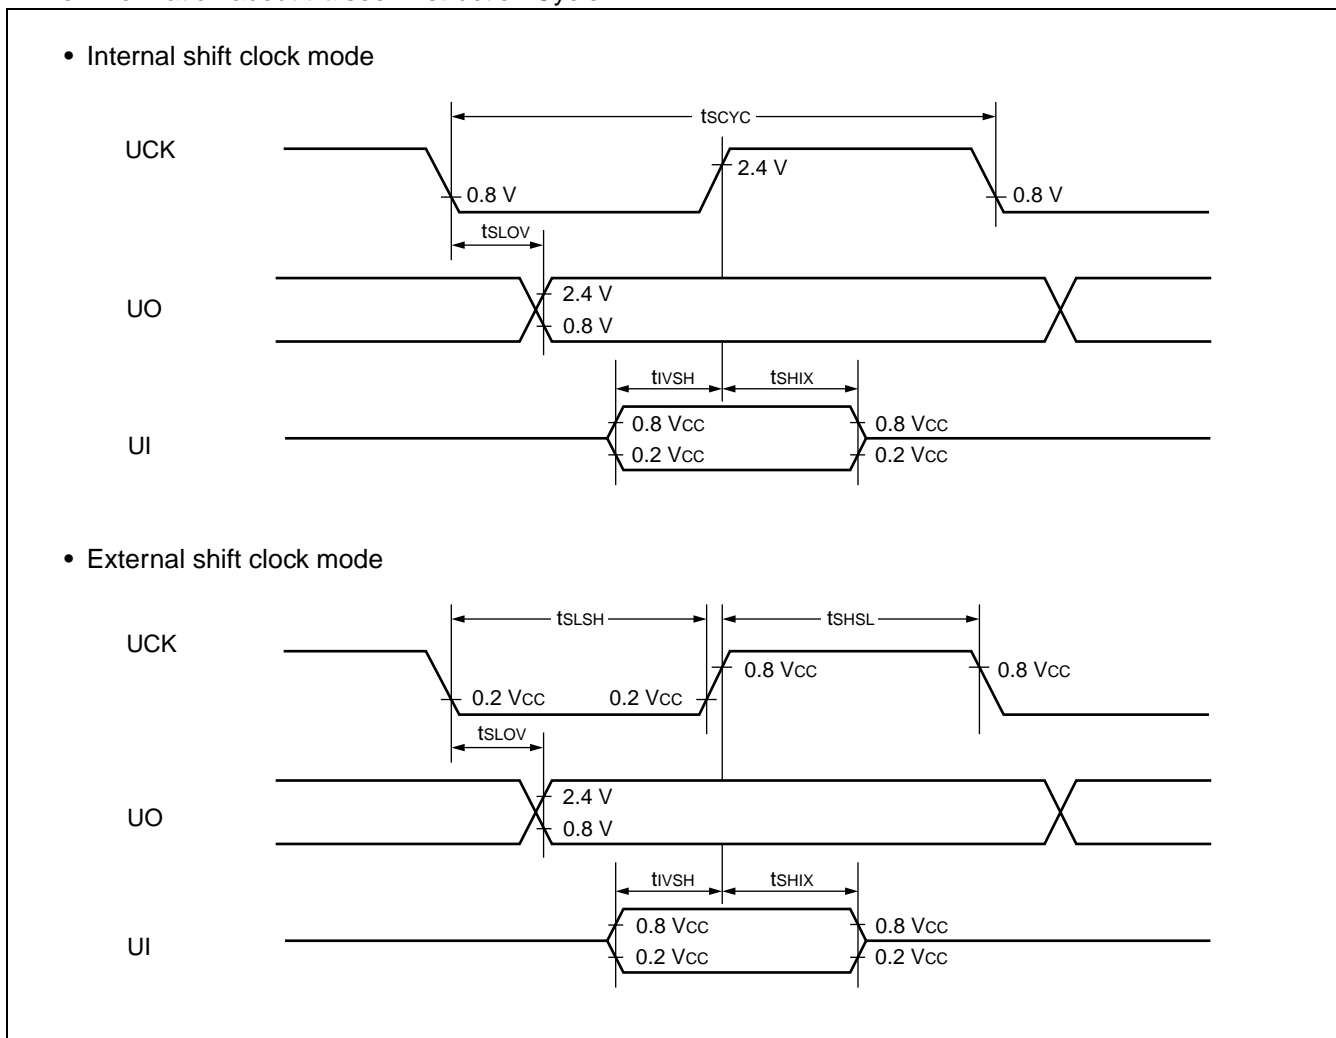 • Internal shift clock mode
tSCYC
UCK
2.4 V
0.8 V
0.8 V
tSLOV
UO
2.4 V
0.8 V
tIVSH
tSHIX
UI
0.8 VCC
0.8 VCC
0.2 VCC
0.2 VCC
• External shift clock mode
tSLSH
tSHSL
UCK
0.8 VCC
0.8 VCC
0.2 VCC
0.2 VCC
tSLOV
UO
2.4 V
0.8 V
tIVSH
tSHIX
UI
0.8 VCC
0.8 VCC
0.2 VCC
0.2 VCC